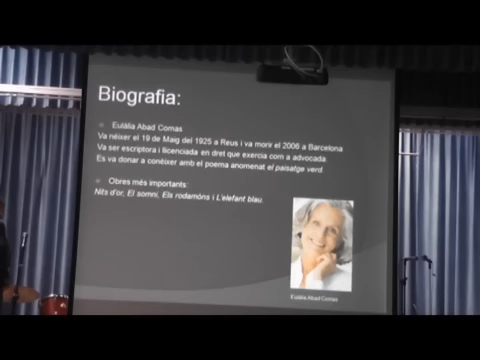 Biografia:
Eulàlia Abad Comas
Va néixer el 19 de Maig del 1925 a Reus i va morir el 2006 a Barcelona
Va ser escriptora i llicenciada en dret que exercia com a advocada.
Es va donar a conèixer amb el poema anomenat el paisatge verd.
Obres més importants:
Nits d'or, El somni, Els rodamóns i L'elefant blau.
Eulàlia Abad Comas